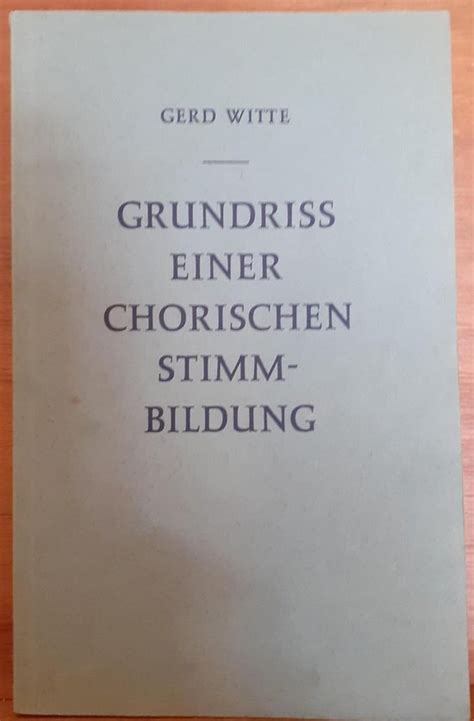 GERD WITTE
GRUNDRISS
EINER
CHORISCHEN
STIMM-
BILDUNG